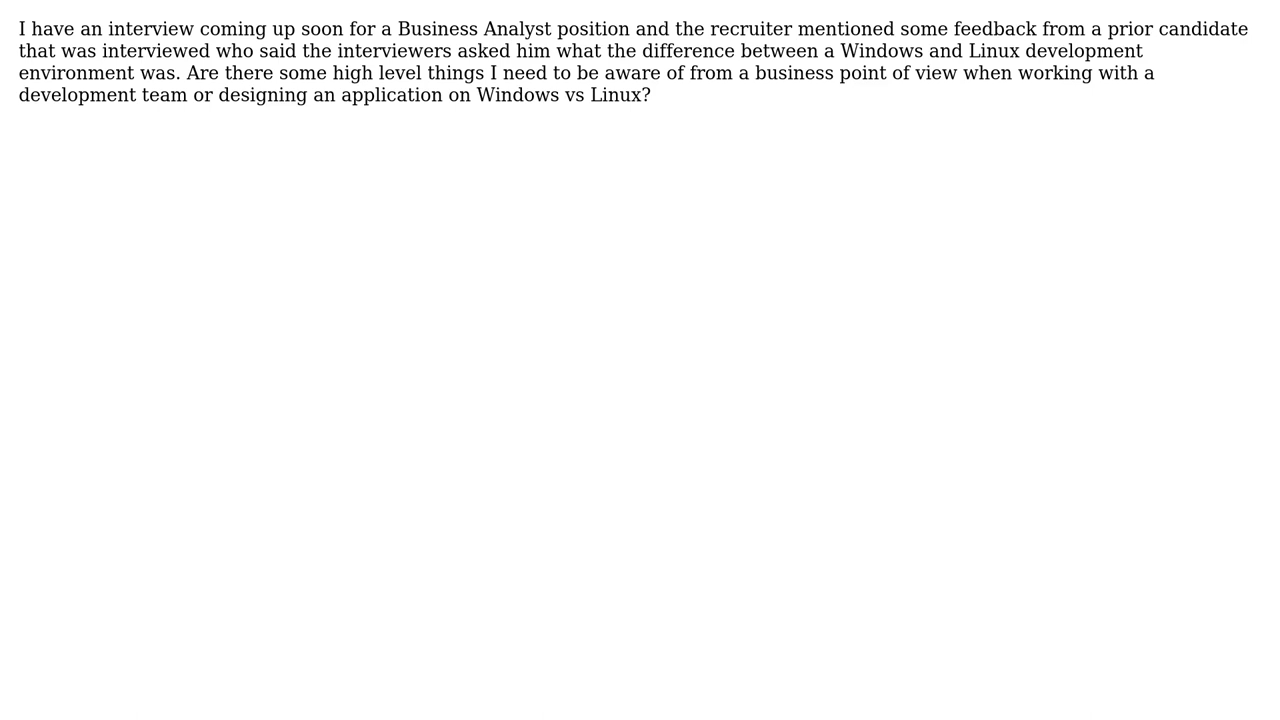 I have an interview coming up soon for a Business Analyst position and the recruiter mentioned some feedback from a prior candidate
that was interviewed who said the interviewers asked him what the difference between a Windows and Linux development
environment was. Are there some high level things I need to be aware of from a business point of view when working with a
development team or designing an application on Windows vs Linux?